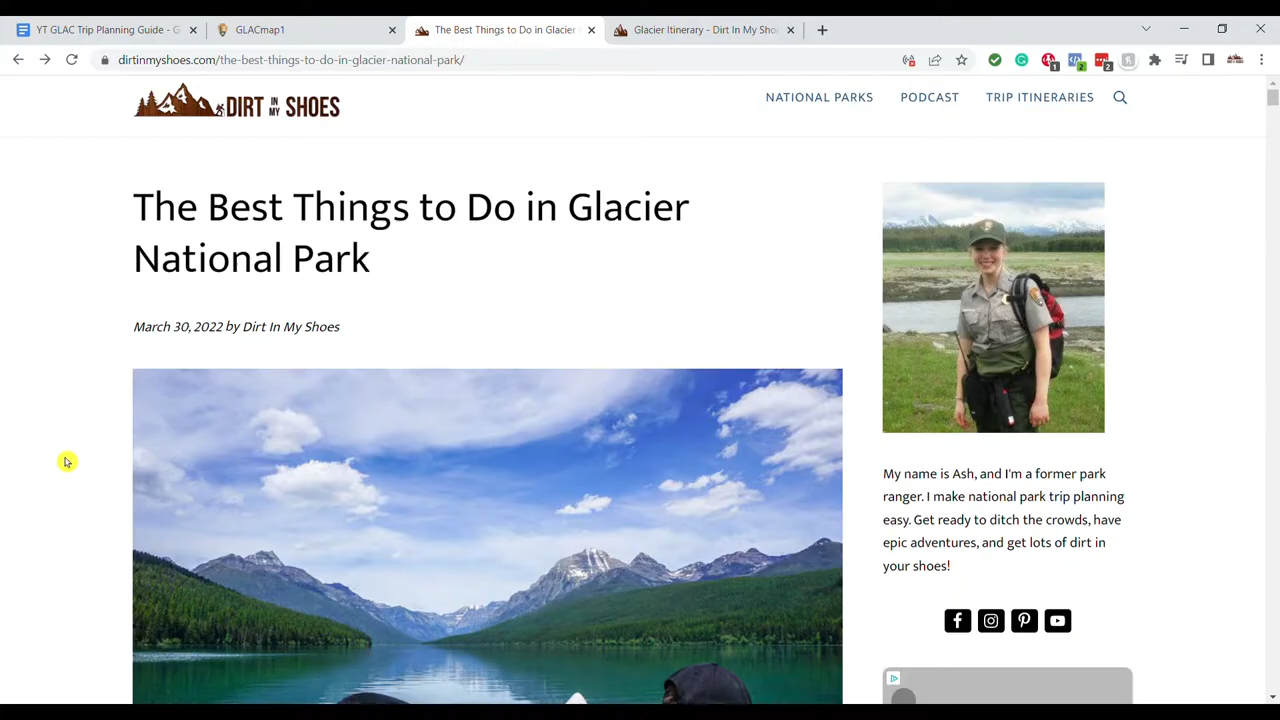 YT GLAC Trip Planning Guide - G
GLACmap1
The Best Things to Do in Glacier
Glacier Itinerary - Dirt In My Shoe
dirtinmyshoes.com/the-best-things-to-do-in-glacier-national-park/
1
2
2
DIRT IN MY SHOES
NATIONAL PARKS
PODCAST
TRIP ITINERARIES
The Best Things to Do in Glacier
National Park
March 30, 2022 by Dirt In My Shoes
My name is Ash, and I'm a former park
ranger. I make national park trip planning
easy. Get ready to ditch the crowds, have
epic adventures, and get lots of dirt in
your shoes!